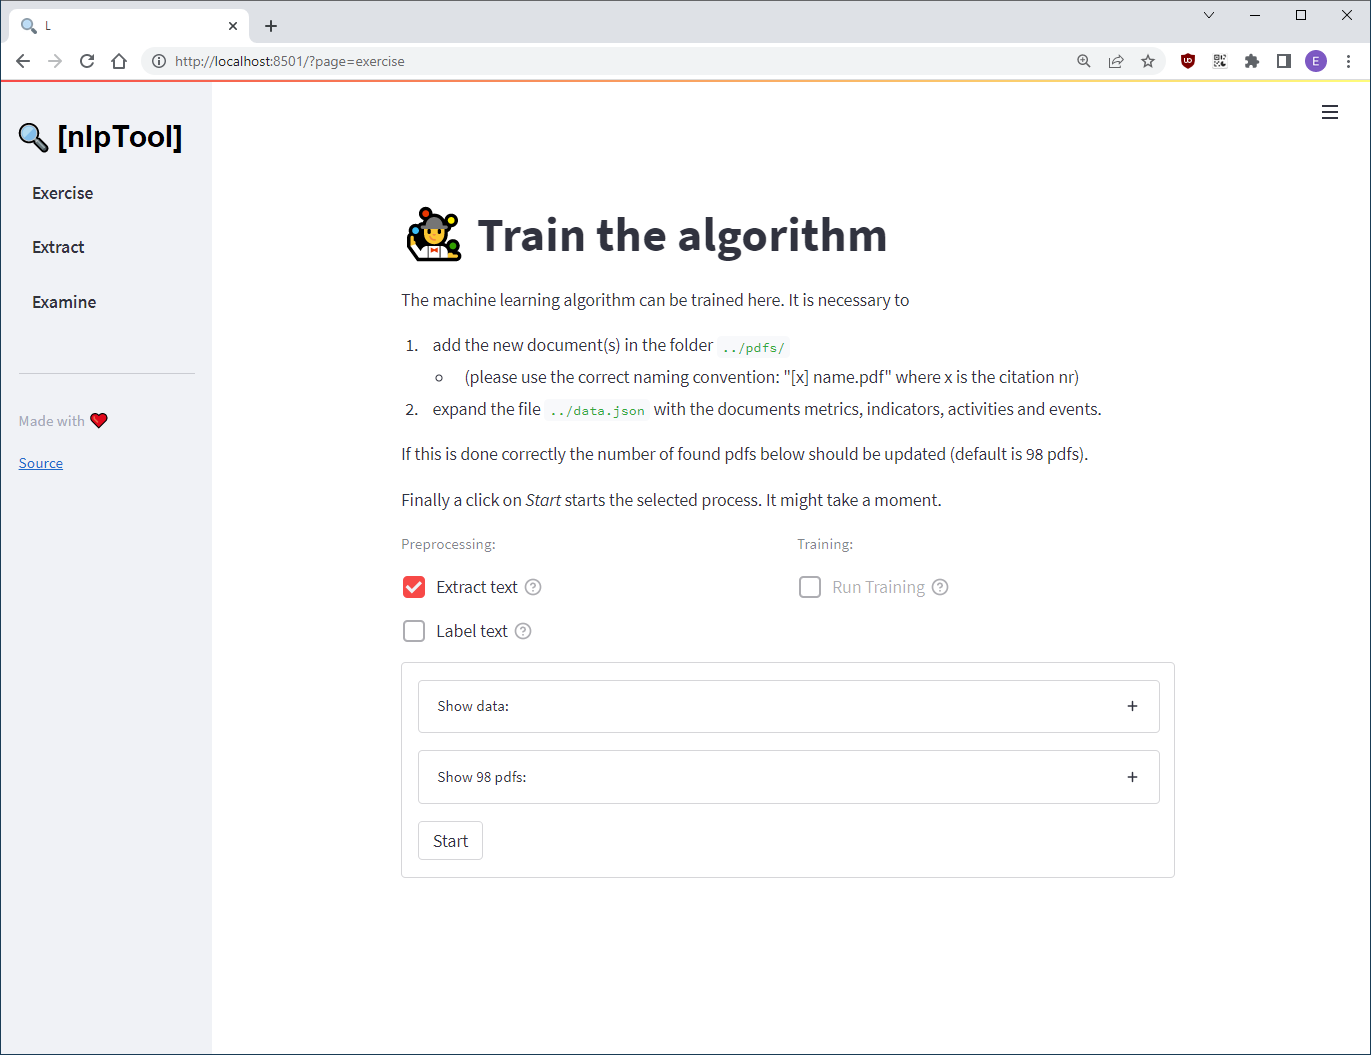 L
http://localhost:8501/?page=exercise
E
[nlpTool]
Exercise
Extract
Examine
Made with
Source
Train the algorithm
The machine learning algorithm can be trained here. It is necessary to
1. add the new document(s) in the folder ../pdfs/
(please use the correct naming convention: "[x] name.pdf" where x is the citation nr)
2. expand the file ../data.json with the documents metrics, indicators, activities and events.
If this is done correctly the number of found pdfs below should be updated (default is 98 pdfs).
Finally a click on Start starts the selected process. It might take a moment.
Preprocessing:
Training:
Extract text
Run Training
Label text
Show data:
Show 98 pdfs:
Start